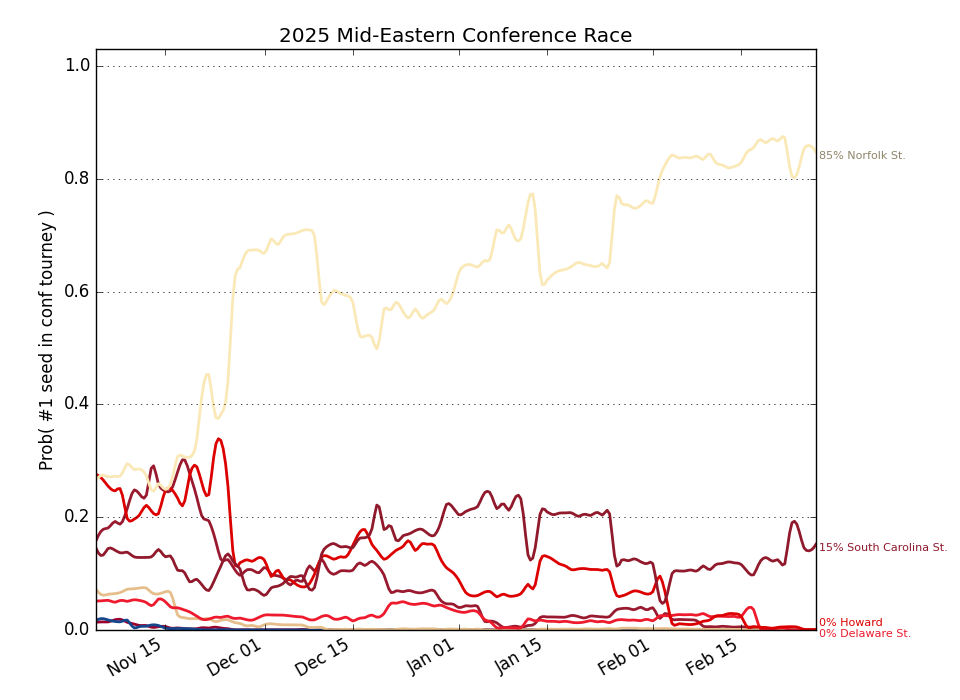 2025 Mid-Eastern Conference Race
Prob( #1 seed in conf tourney )
1.0
0.8
0.6
0.4
0.2
0.0
85% Norfolk St.
15% South Carolina St.
0% Howard
0% Delaware St.
Nov 15
Dec 01
Dec 15
Jan 01
Jan 15
Feb 01
Feb 15